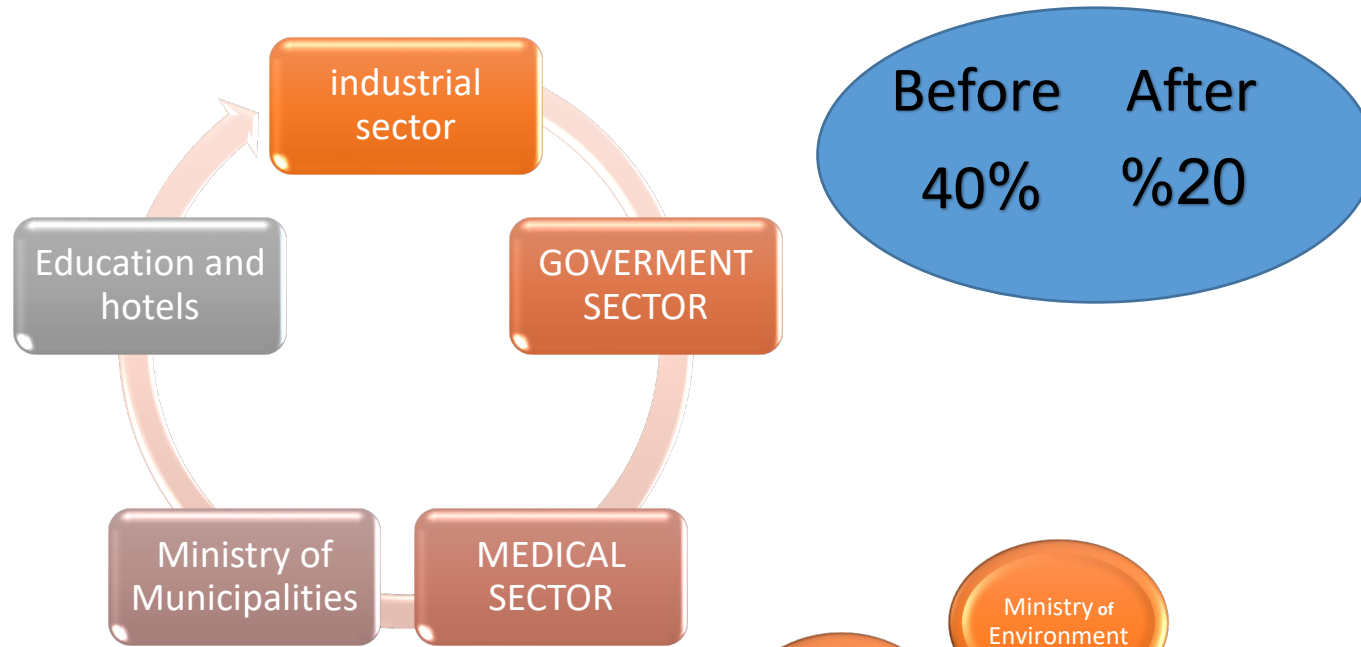 industrial
sector
Before After
40% %20
Education and
hotels
GOVERMENT
SECTOR
Ministry of
Municipalities
MEDICAL
SECTOR
Ministry of
Environment